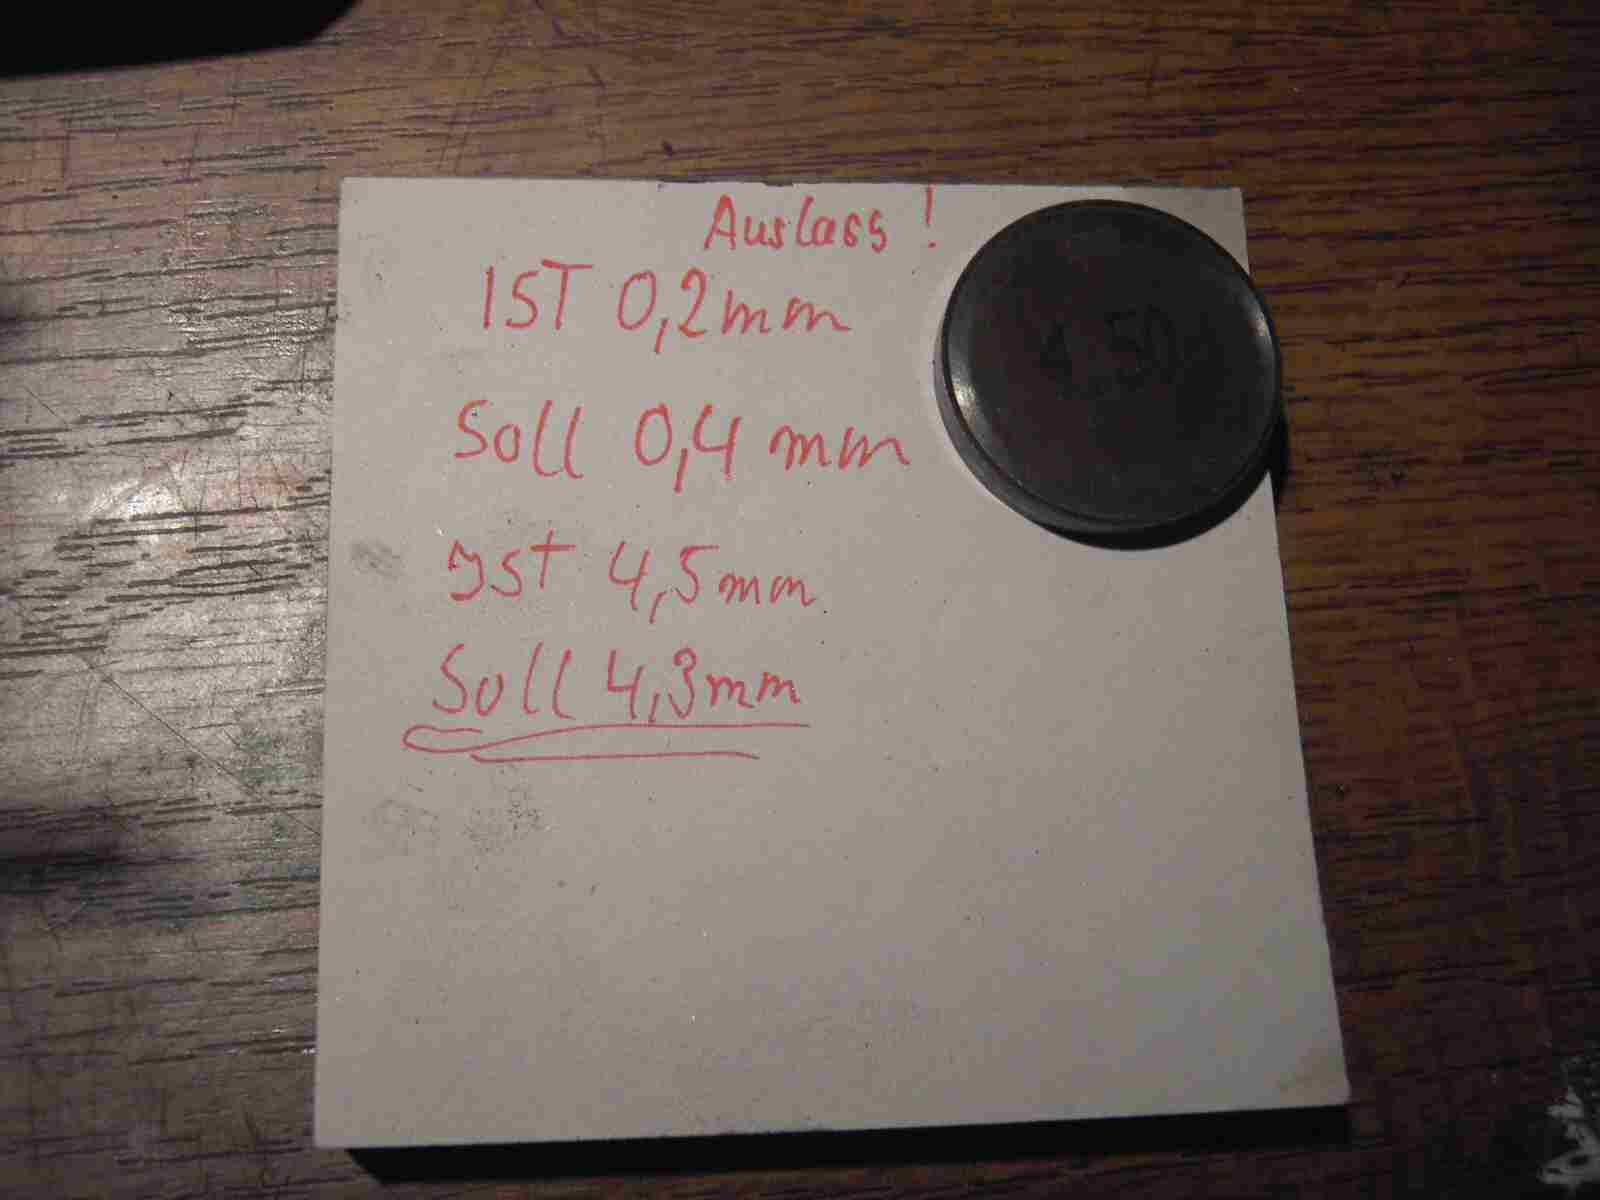 Auslass !
IST 0,2mm
Soll 0,4 mm
Ist 4,5mm
Soll 4,3mm
4.50